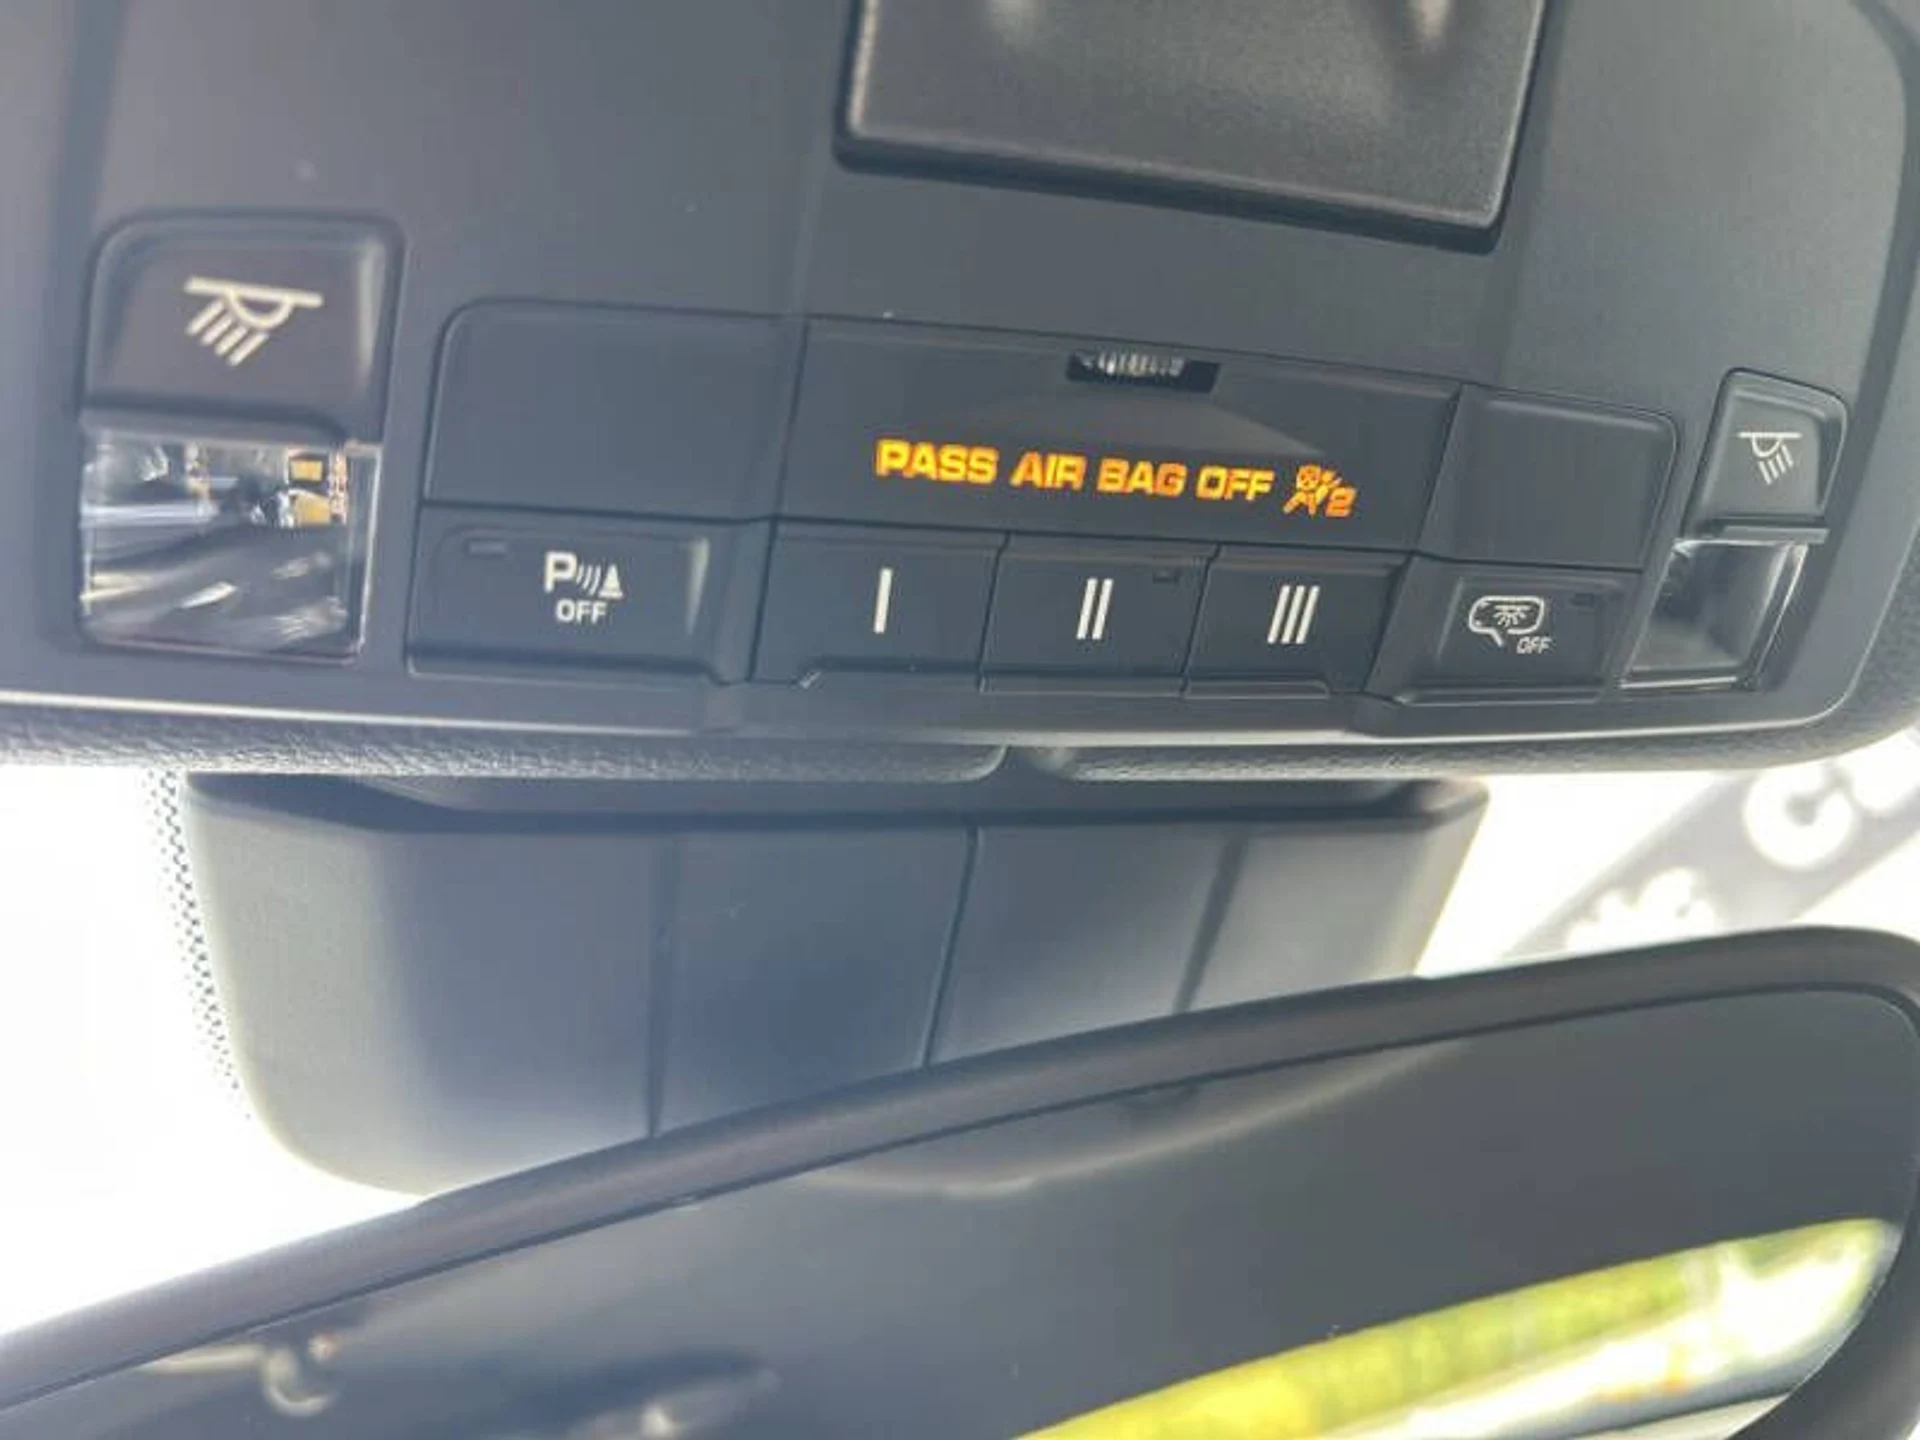 PASS AIR BAG OFF 2
P OFF
I II III
OFF